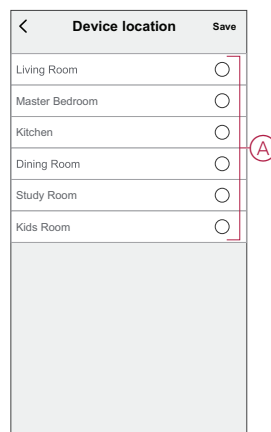 Device location
Save
Living Room
Master Bedroom
Kitchen
A
Dining Room
Study Room
Kids Room